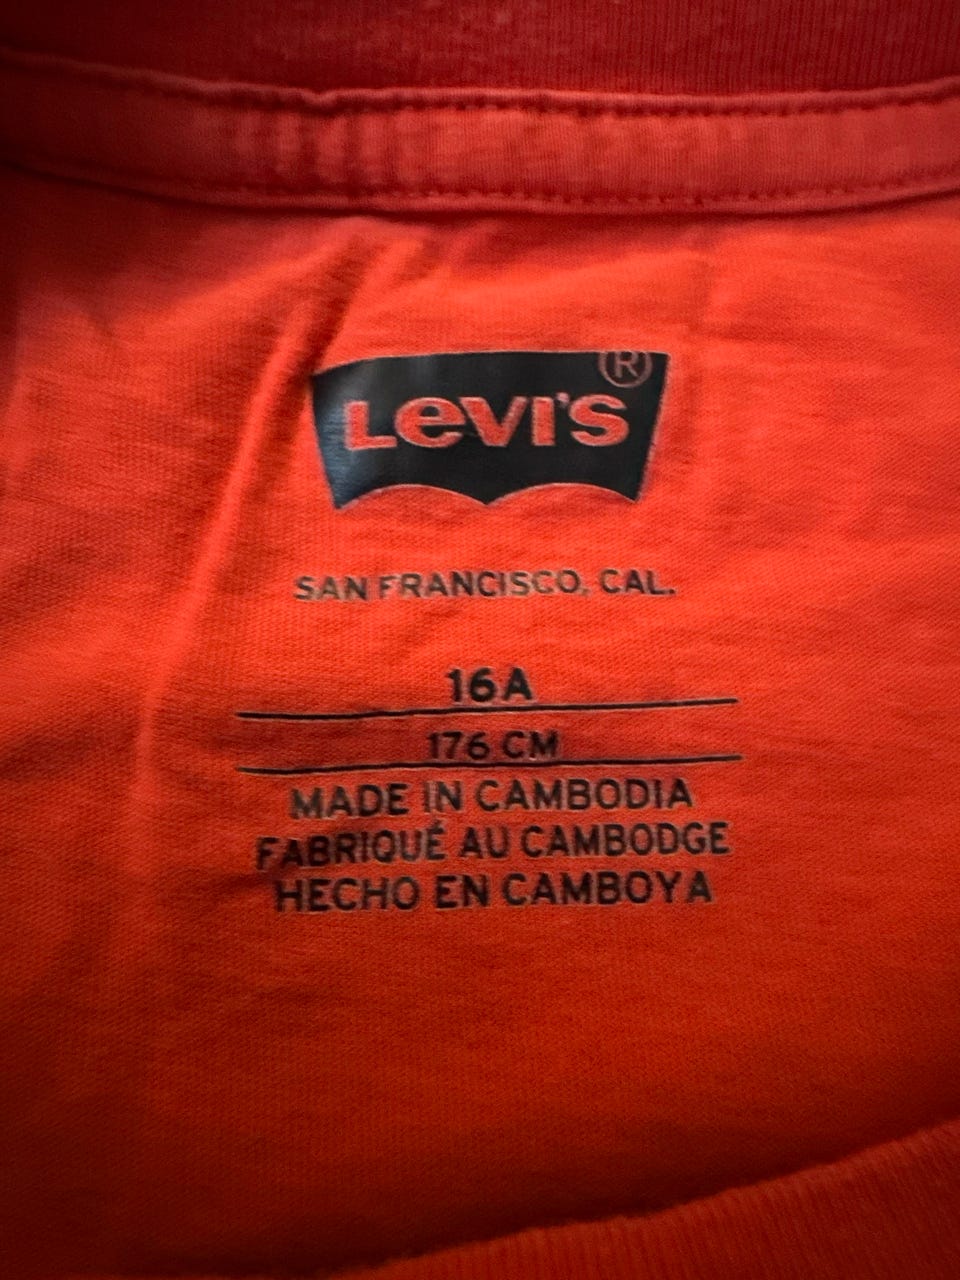 Levi's ®
SAN FRANCISCO, CAL.
16A
176 CM
MADE IN CAMBODIA
FABRIQUÉ AU CAMBODGE
HECHO EN CAMBOYA